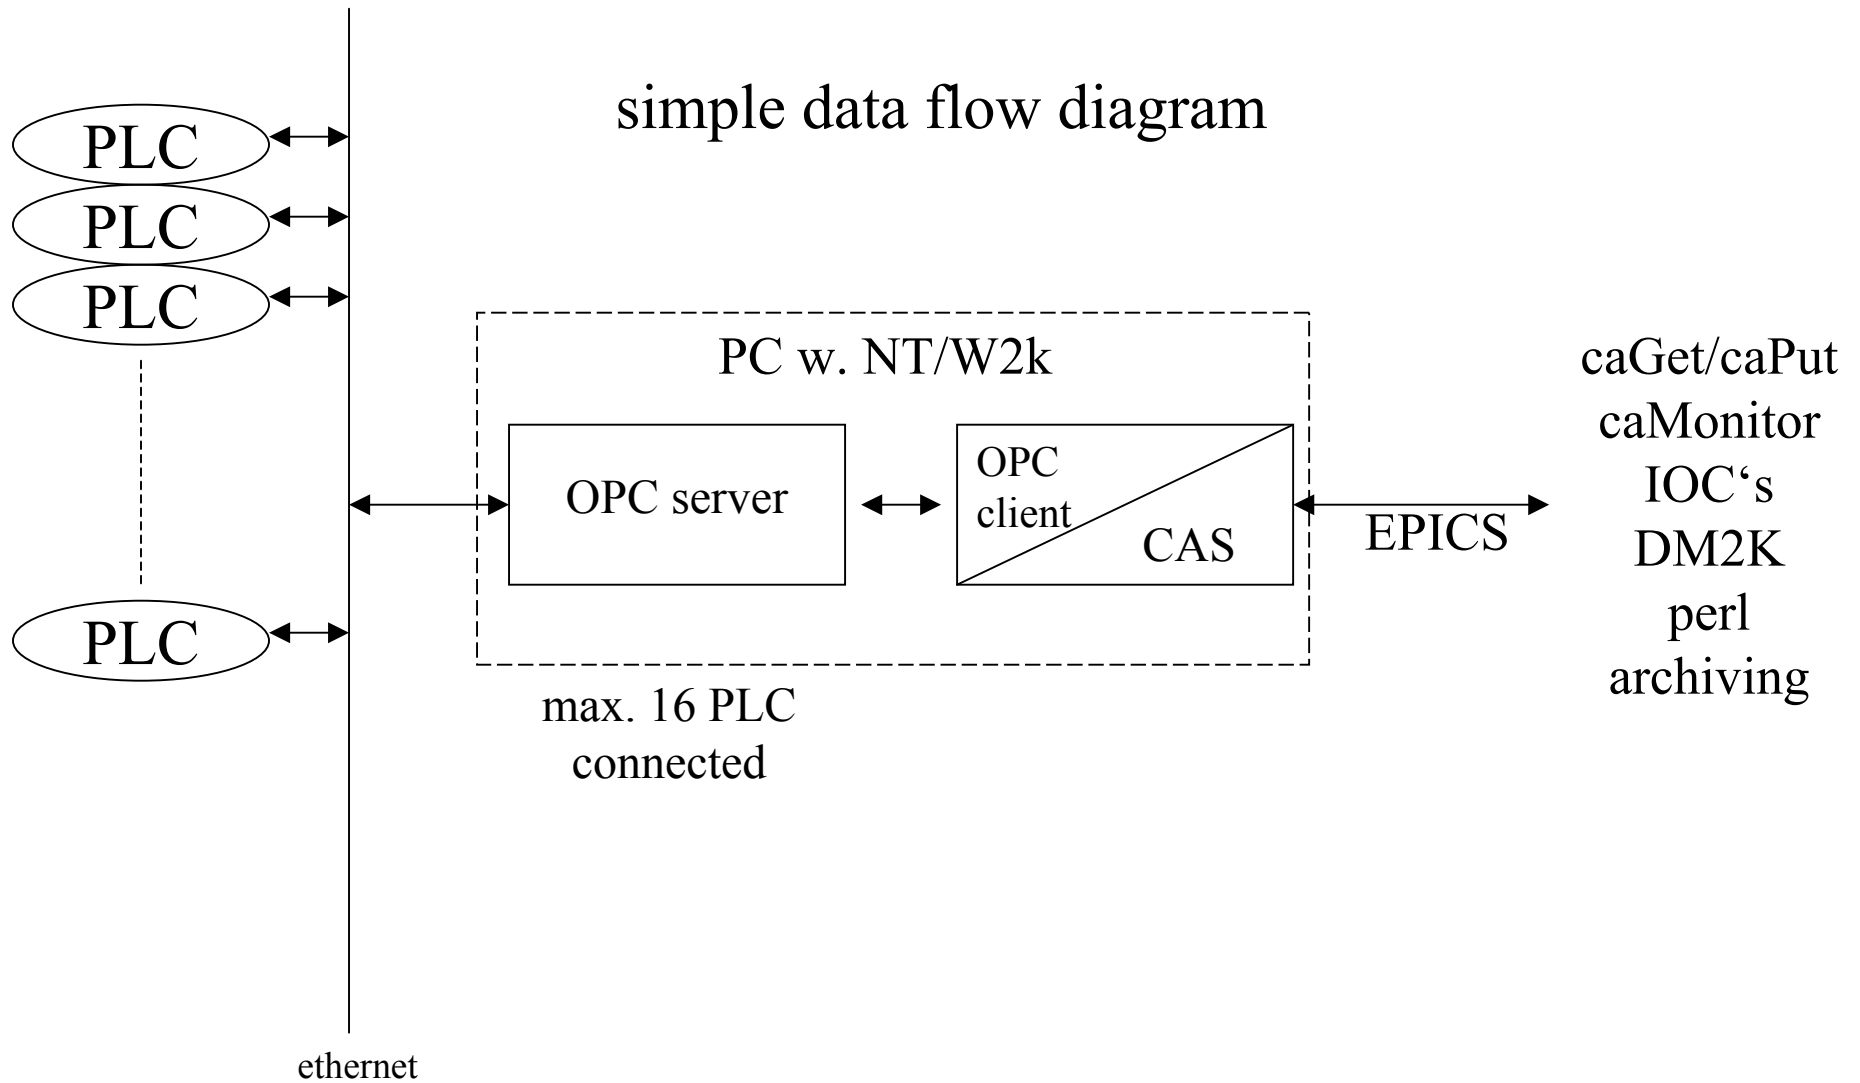 simple data flow diagram
PLC
PLC
PLC
PLC
PC w. NT/W2k
OPC server
OPC
client
CAS
EPICS
caGet/caPut
caMonitor
IOC‘s
DM2K
perl
archiving
max. 16 PLC
connected
ethernet